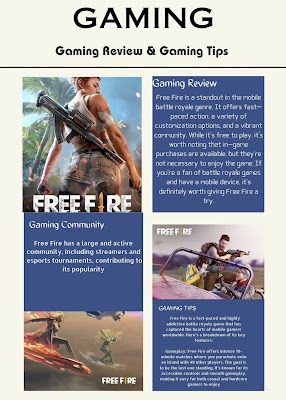 GAMING
Gaming Review & Gaming Tips
FREE FIRE
Gaming Review
Free Fire is a standout in the mobile
battle royale genre. It offers fast-
paced action, a variety of
customization options, and a vibrant
community. While it's free to play, it's
worth noting that in-game
purchases are available, but they're
not necessary to enjoy the game. If
you're a fan of battle royale games
and have a mobile device, it's
definitely worth giving Free Fire a
try.
Gaming Community
Free Fire has a large and active
community, including streamers and
esports tournaments, contributing to
its popularity
FREE FIRE
FREE FIRE
GAMING TIPS
Free Fire is a fast-paced and highly
addictive battle royale game that
has captured the hearts of mobile gamers
worldwide. Here's a breakdown of its key
features:
Gameplay: Free Fire offers intense 10-
minute matches where you parachute onto
an island with 49 other players. The goal is
to be the last one standing. It's known for its
accessible controls and smooth gameplay,
making it easy for both casual and hardcore
gamers to enjoy